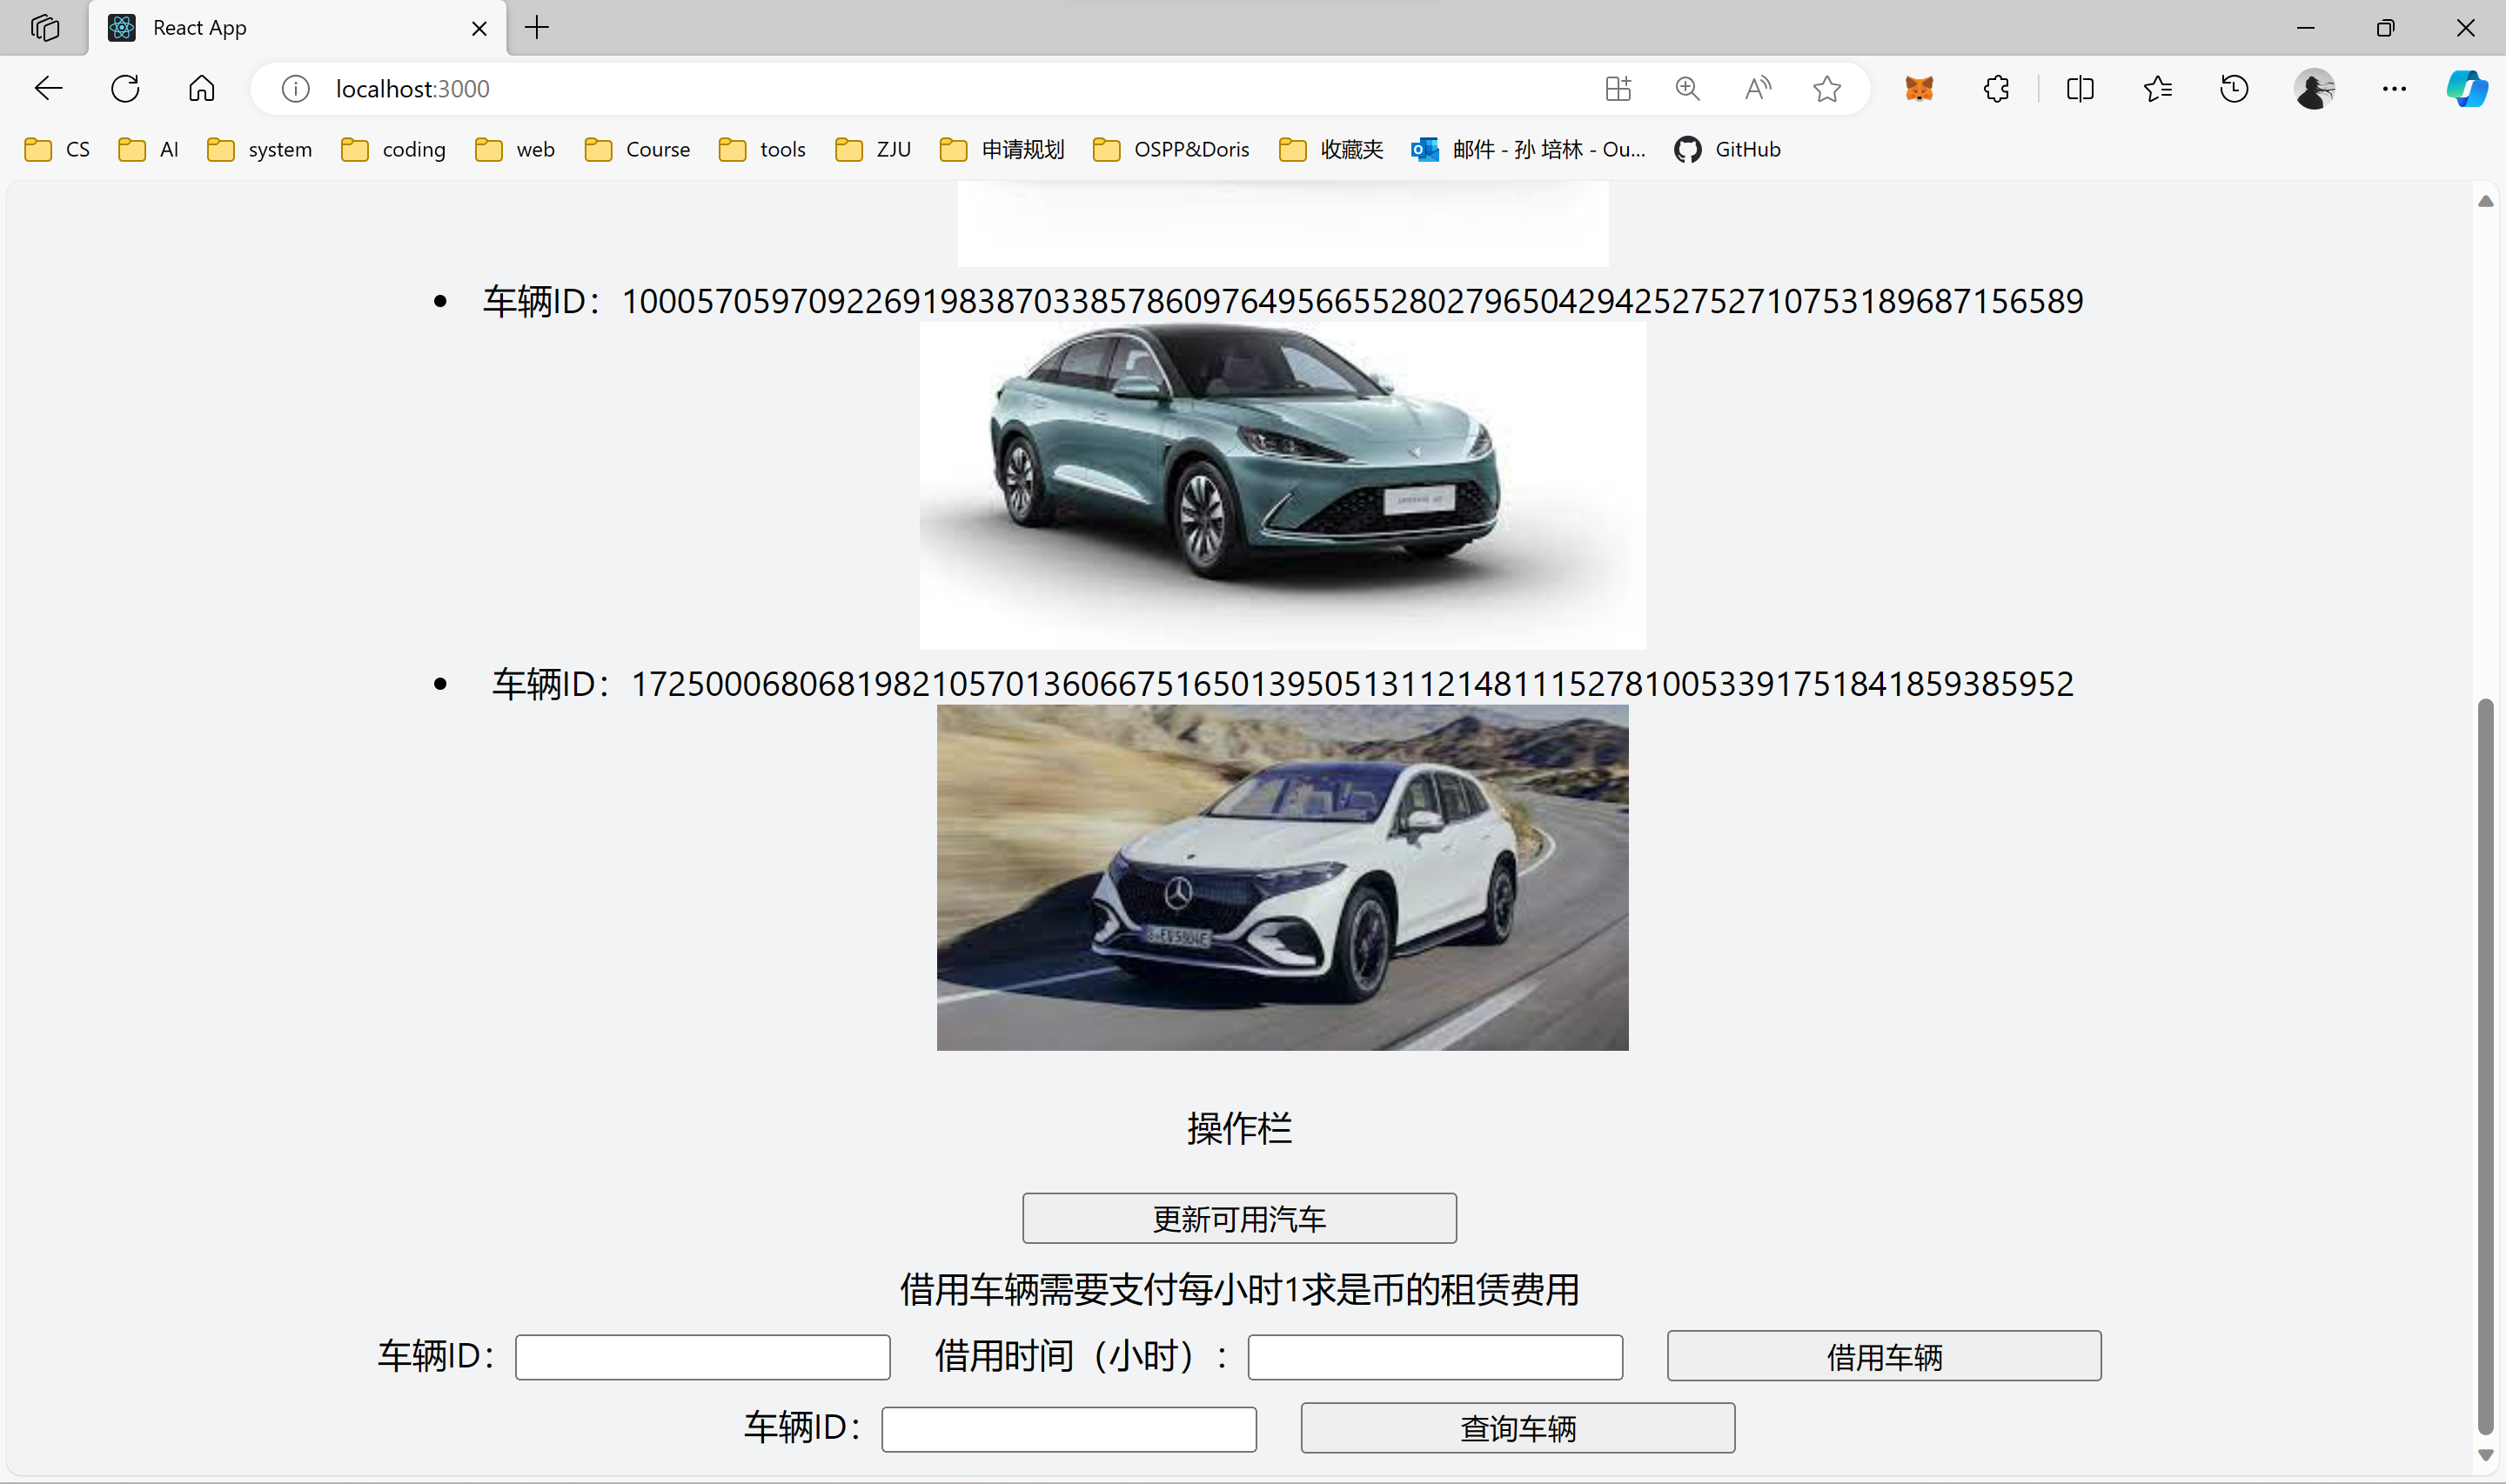 React App
localhost:3000
CS AI system coding web Course tools ZJU 申请规划 OSPP&Doris 收藏夹 邮件 - 孙 培林 - Ou... GitHub
车辆ID：100057059709226919838703385786097649566552802796504294252752710753189687156589
车辆ID：17250006806819821057013606675165013950513112148111527810053391751841859385952
操作栏
更新可用汽车
借用车辆需要支付每小时1求是币的租赁费用
车辆ID： 借用时间（小时）： 借用车辆
车辆ID： 查询车辆